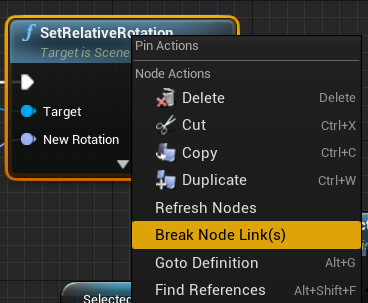 SetRelativeRotation
Target is Scene
Target
New Rotation
Pin Actions
Node Actions
Delete Delete
Cut Ctrl+X
Copy Ctrl+C
Duplicate Ctrl+W
Refresh Nodes
Break Node Link(s)
Goto Definition Alt+G
Find References Alt+Shift+F
Selected